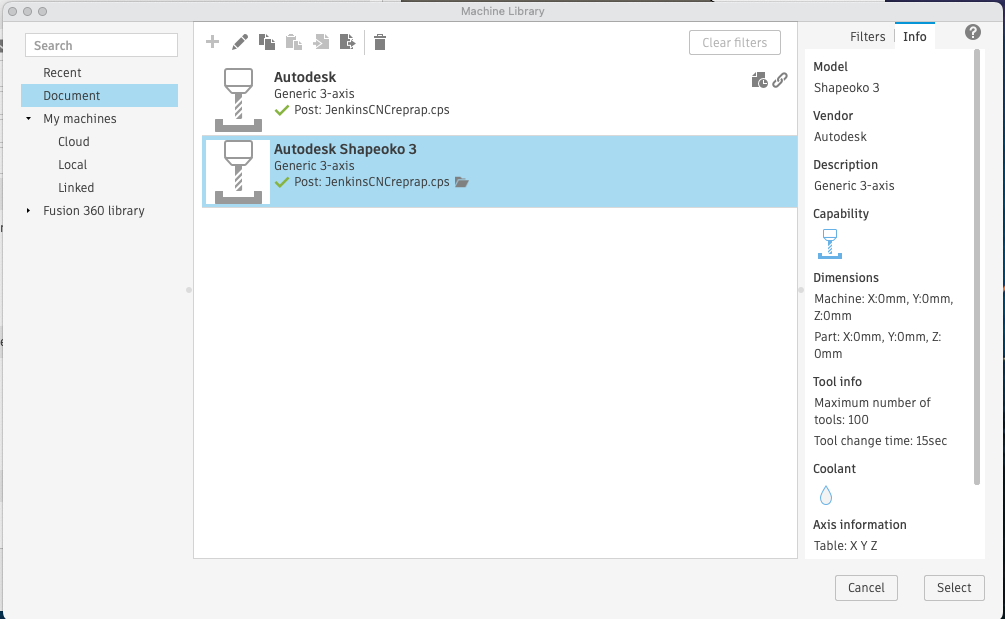 Machine Library
Search
Recent
Document
My machines
Cloud
Local
Linked
Fusion 360 library
Clear filters
Autodesk
Generic 3-axis
Post: JenkinsCNCreprap.cps
Autodesk Shapeoko 3
Generic 3-axis
Post: JenkinsCNCreprap.cps
Filters
Info
?
Model
Shapeoko 3
Vendor
Autodesk
Description
Generic 3-axis
Capability
Dimensions
Machine: X:0mm, Y:0mm,
Z:0mm
Part: X:0mm, Y:0mm, Z:
0mm
Tool info
Maximum number of
tools: 100
Tool change time: 15sec
Coolant
Axis information
Table: X Y Z
Cancel
Select